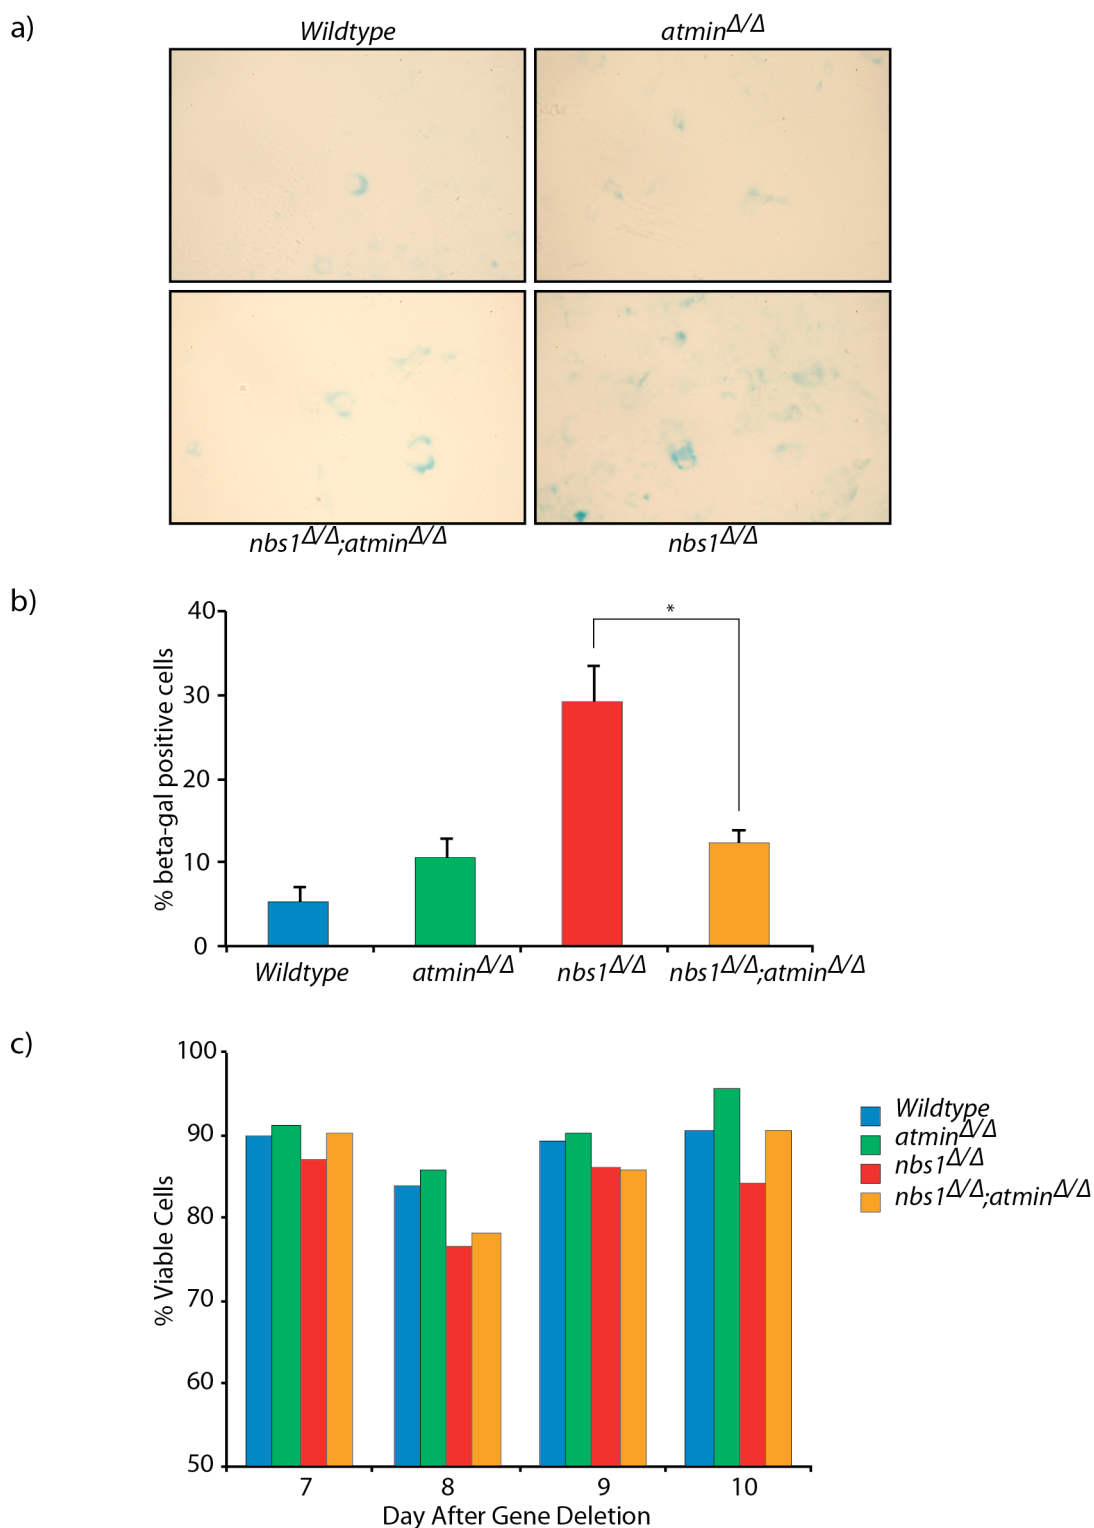 a)
Wildtype
atminΔ/Δ
nbs1Δ/Δ;atminΔ/Δ
nbs1Δ/Δ
b)
% beta-gal positive cells
40
30
20
10
0
*
Wildtype
atminΔ/Δ
nbs1Δ/Δ
nbs1Δ/Δ;atminΔ/Δ
c)
% Viable Cells
100
90
80
70
60
50
7
8
9
10
Day After Gene Deletion
Wildtype
atminΔ/Δ
nbs1Δ/Δ
nbs1Δ/Δ;atminΔ/Δ